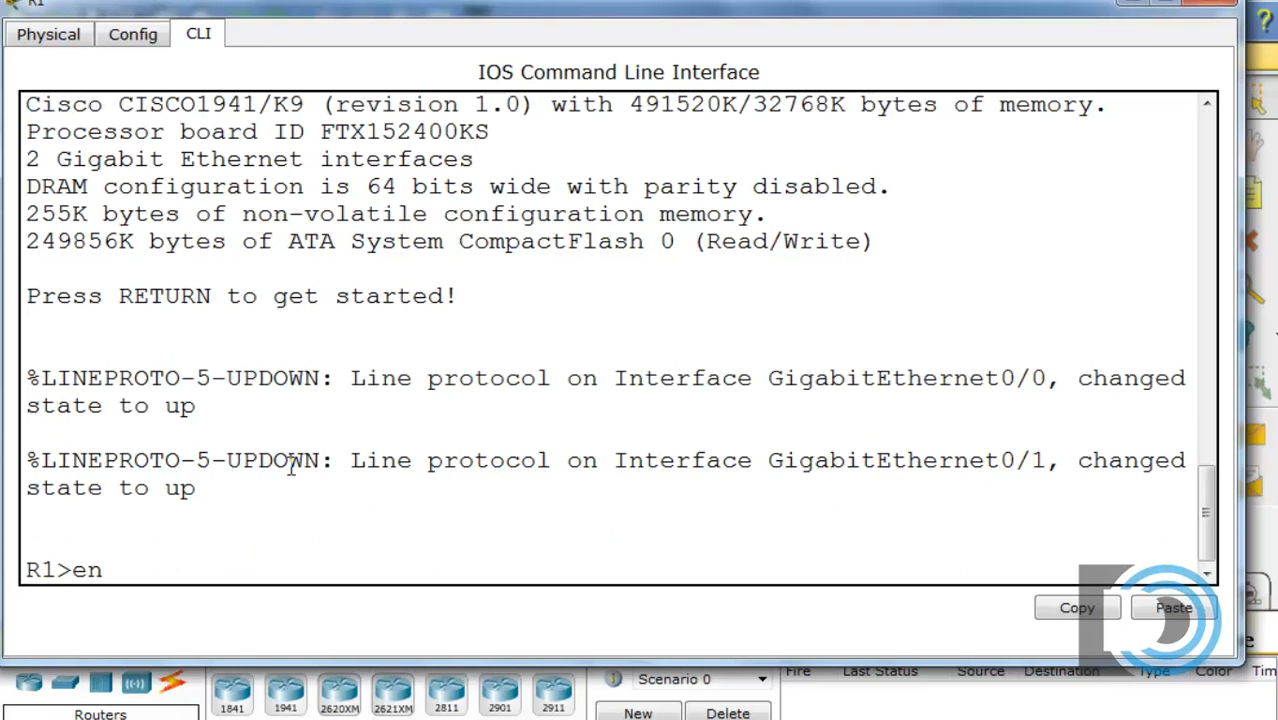 R1
Physical Config CLI
IOS Command Line Interface
Cisco CISCO1941/K9 (revision 1.0) with 491520K/32768K bytes of memory.
Processor board ID FTX152400KS
2 Gigabit Ethernet interfaces
DRAM configuration is 64 bits wide with parity disabled.
255K bytes of non-volatile configuration memory.
249856K bytes of ATA System CompactFlash 0 (Read/Write)
Press RETURN to get started!
%LINEPROTO-5-UPDOWN: Line protocol on Interface GigabitEthernet0/0, changed
state to up
%LINEPROTO-5-UPDOWN: Line protocol on Interface GigabitEthernet0/1, changed
state to up
R1>en
Copy Paste
Scenario 0 Fire Last Status Source Destination Type Color Time
1841 1941 2620XM 2621XM 2811 2901 2911
Routers New Delete